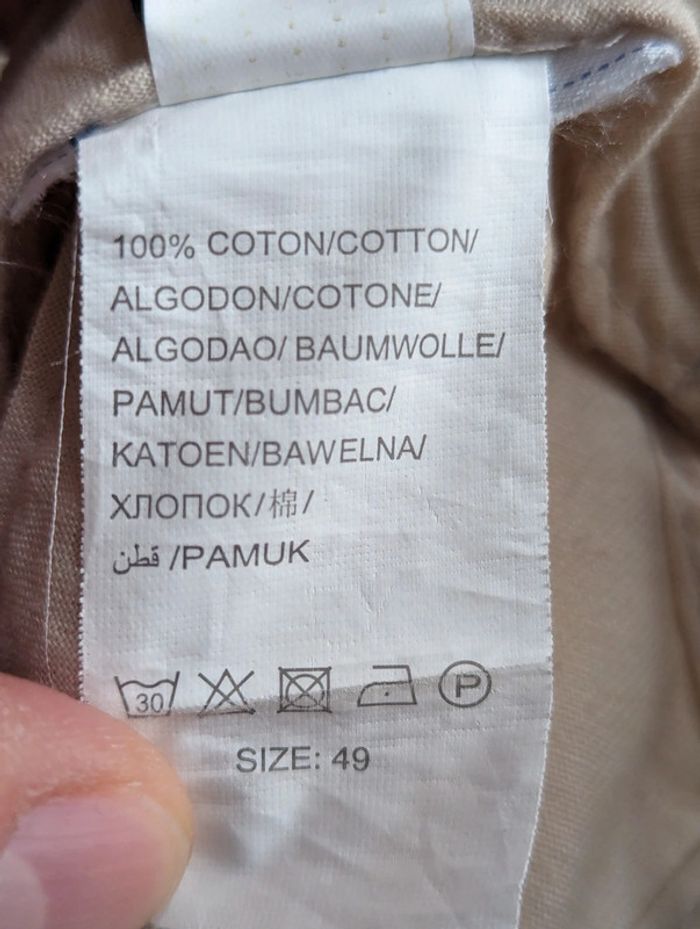 100% COTON/COTTON/
ALGODON/COTONE/
ALGODAO/ BAUMWOLLE/
PAMUT/BUMBAC/
KATOEN/BAWELNA/
ХЛОПОК/棉/
قطن /PAMUK
30 P
SIZE: 49